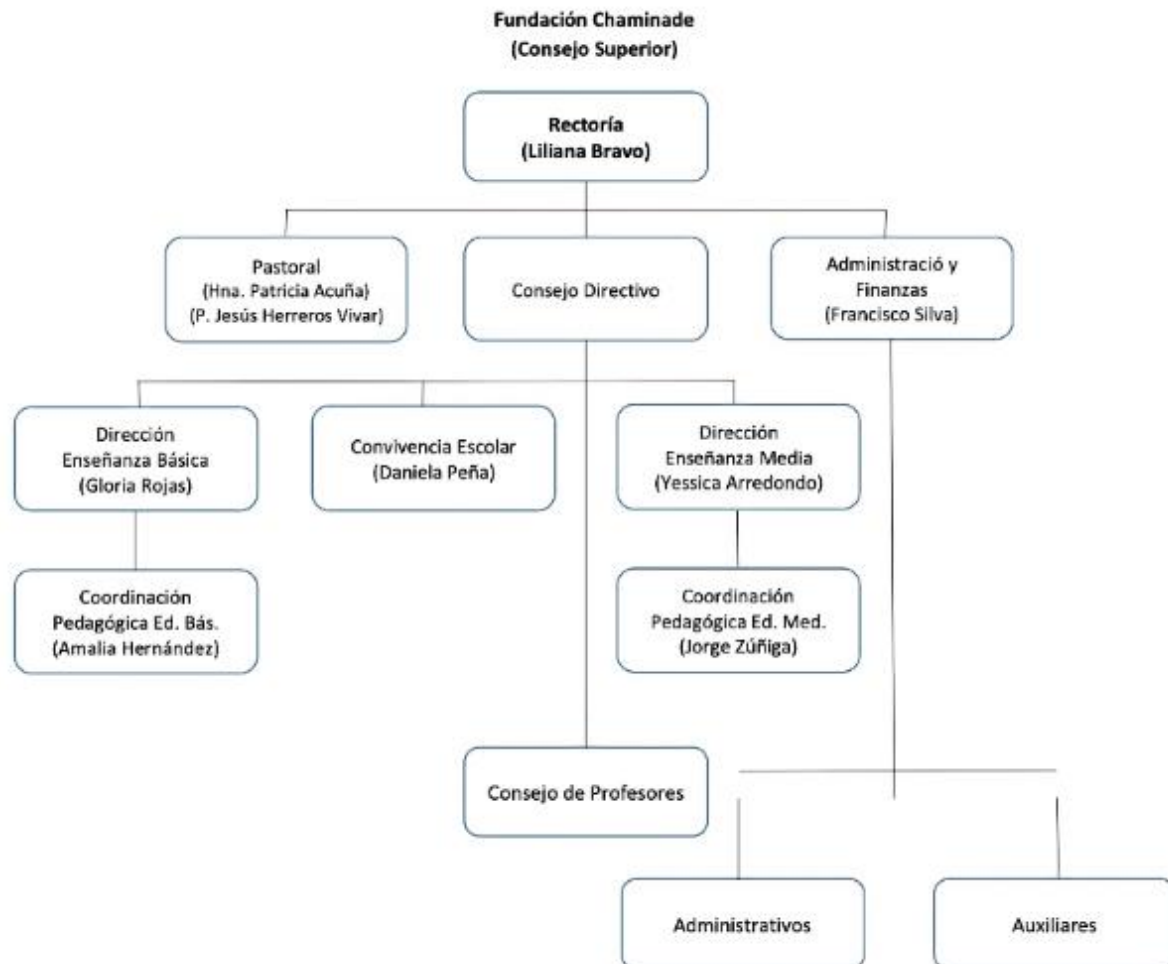 Fundación Chaminade
(Consejo Superior)
Rectoría
(Liliana Bravo)
Pastoral
(Hna. Patricia Acuña)
(P. Jesús Herreros Vivar)
Consejo Directivo
Administració y
Finanzas
(Francisco Silva)
Dirección
Enseñanza Básica
(Gloria Rojas)
Convivencia Escolar
(Daniela Peña)
Dirección
Enseñanza Media
(Yessica Arredondo)
Coordinación
Pedagógica Ed. Bás.
(Amalia Hernández)
Coordinación
Pedagógica Ed. Med.
(Jorge Zúñiga)
Consejo de Profesores
Administrativos
Auxiliares